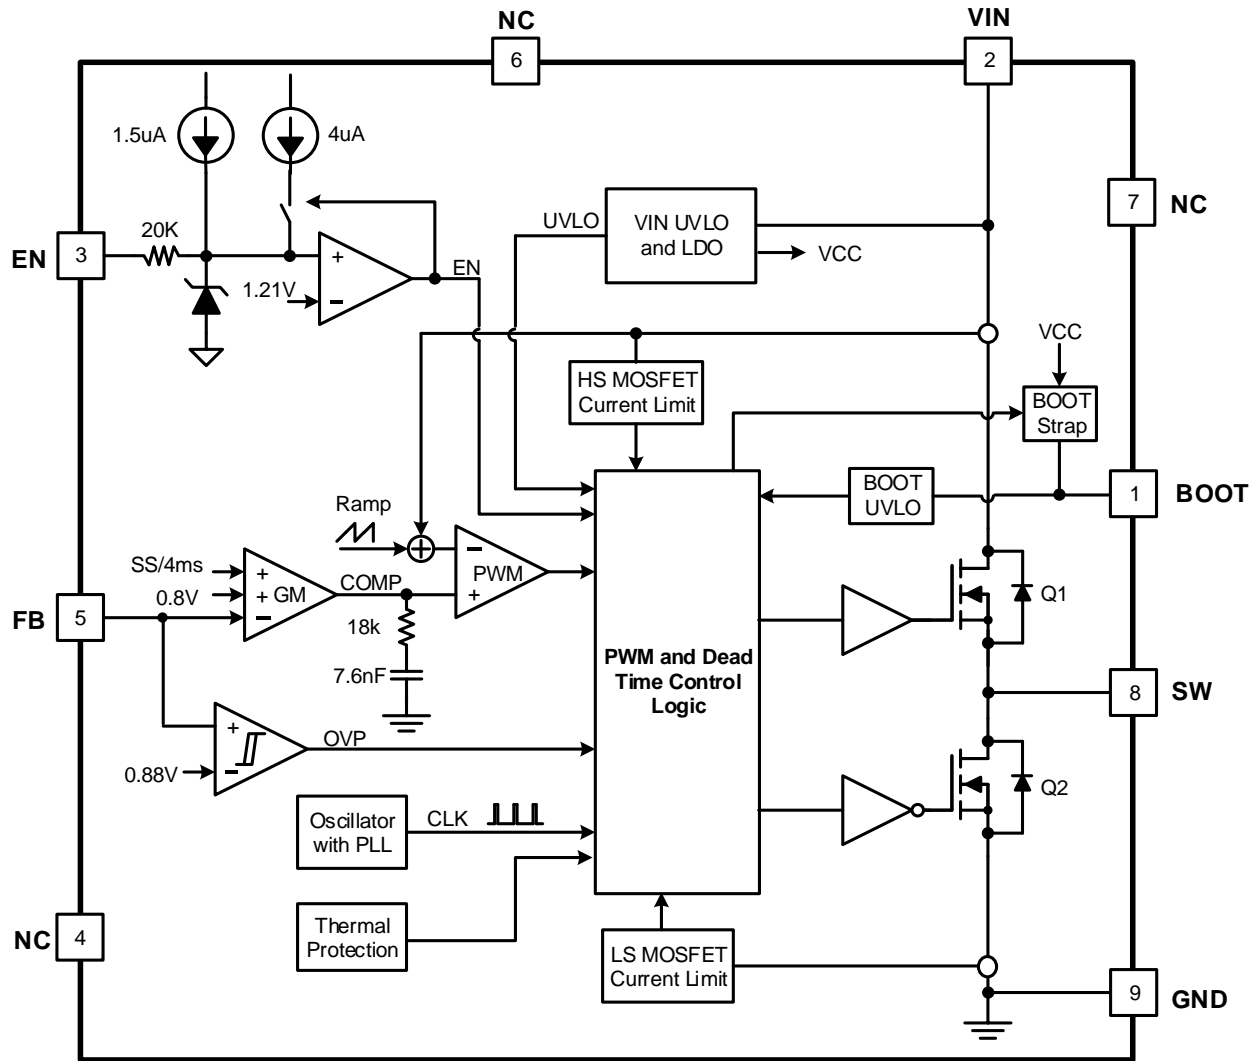 NC
VIN
6
2
1.5uA
4uA
7
NC
20K
UVLO
VIN UVLO
and LDO
VCC
EN
3
+
EN
1.21V
−
VCC
HS MOSFET
Current Limit
BOOT
Strap
Ramp
BOOT
UVLO
1
BOOT
SS/4ms
+
−
PWM
+
COMP
0.8V
+
GM
−
FB
5
Q1
18k
7.6nF
PWM and Dead
Time Control
Logic
8
SW
+
OVP
0.88V
−
Q2
Oscillator
with PLL
CLK
NC
4
Thermal
Protection
LS MOSFET
Current Limit
9
GND